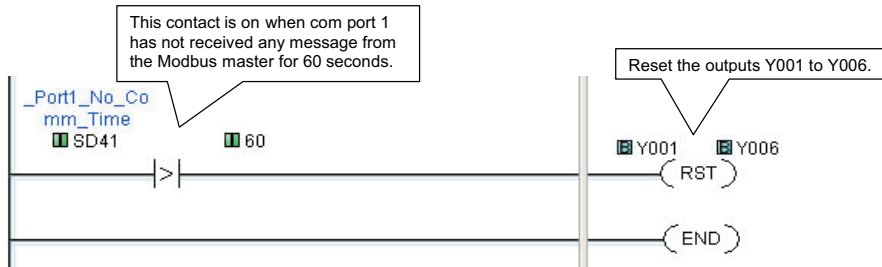 This contact is on when com port 1
has not received any message from
the Modbus master for 60 seconds.
Reset the outputs Y001 to Y006.
_Port1_No_Co
mm_Time
SD41 60
B Y001 B Y006
>
RST
END